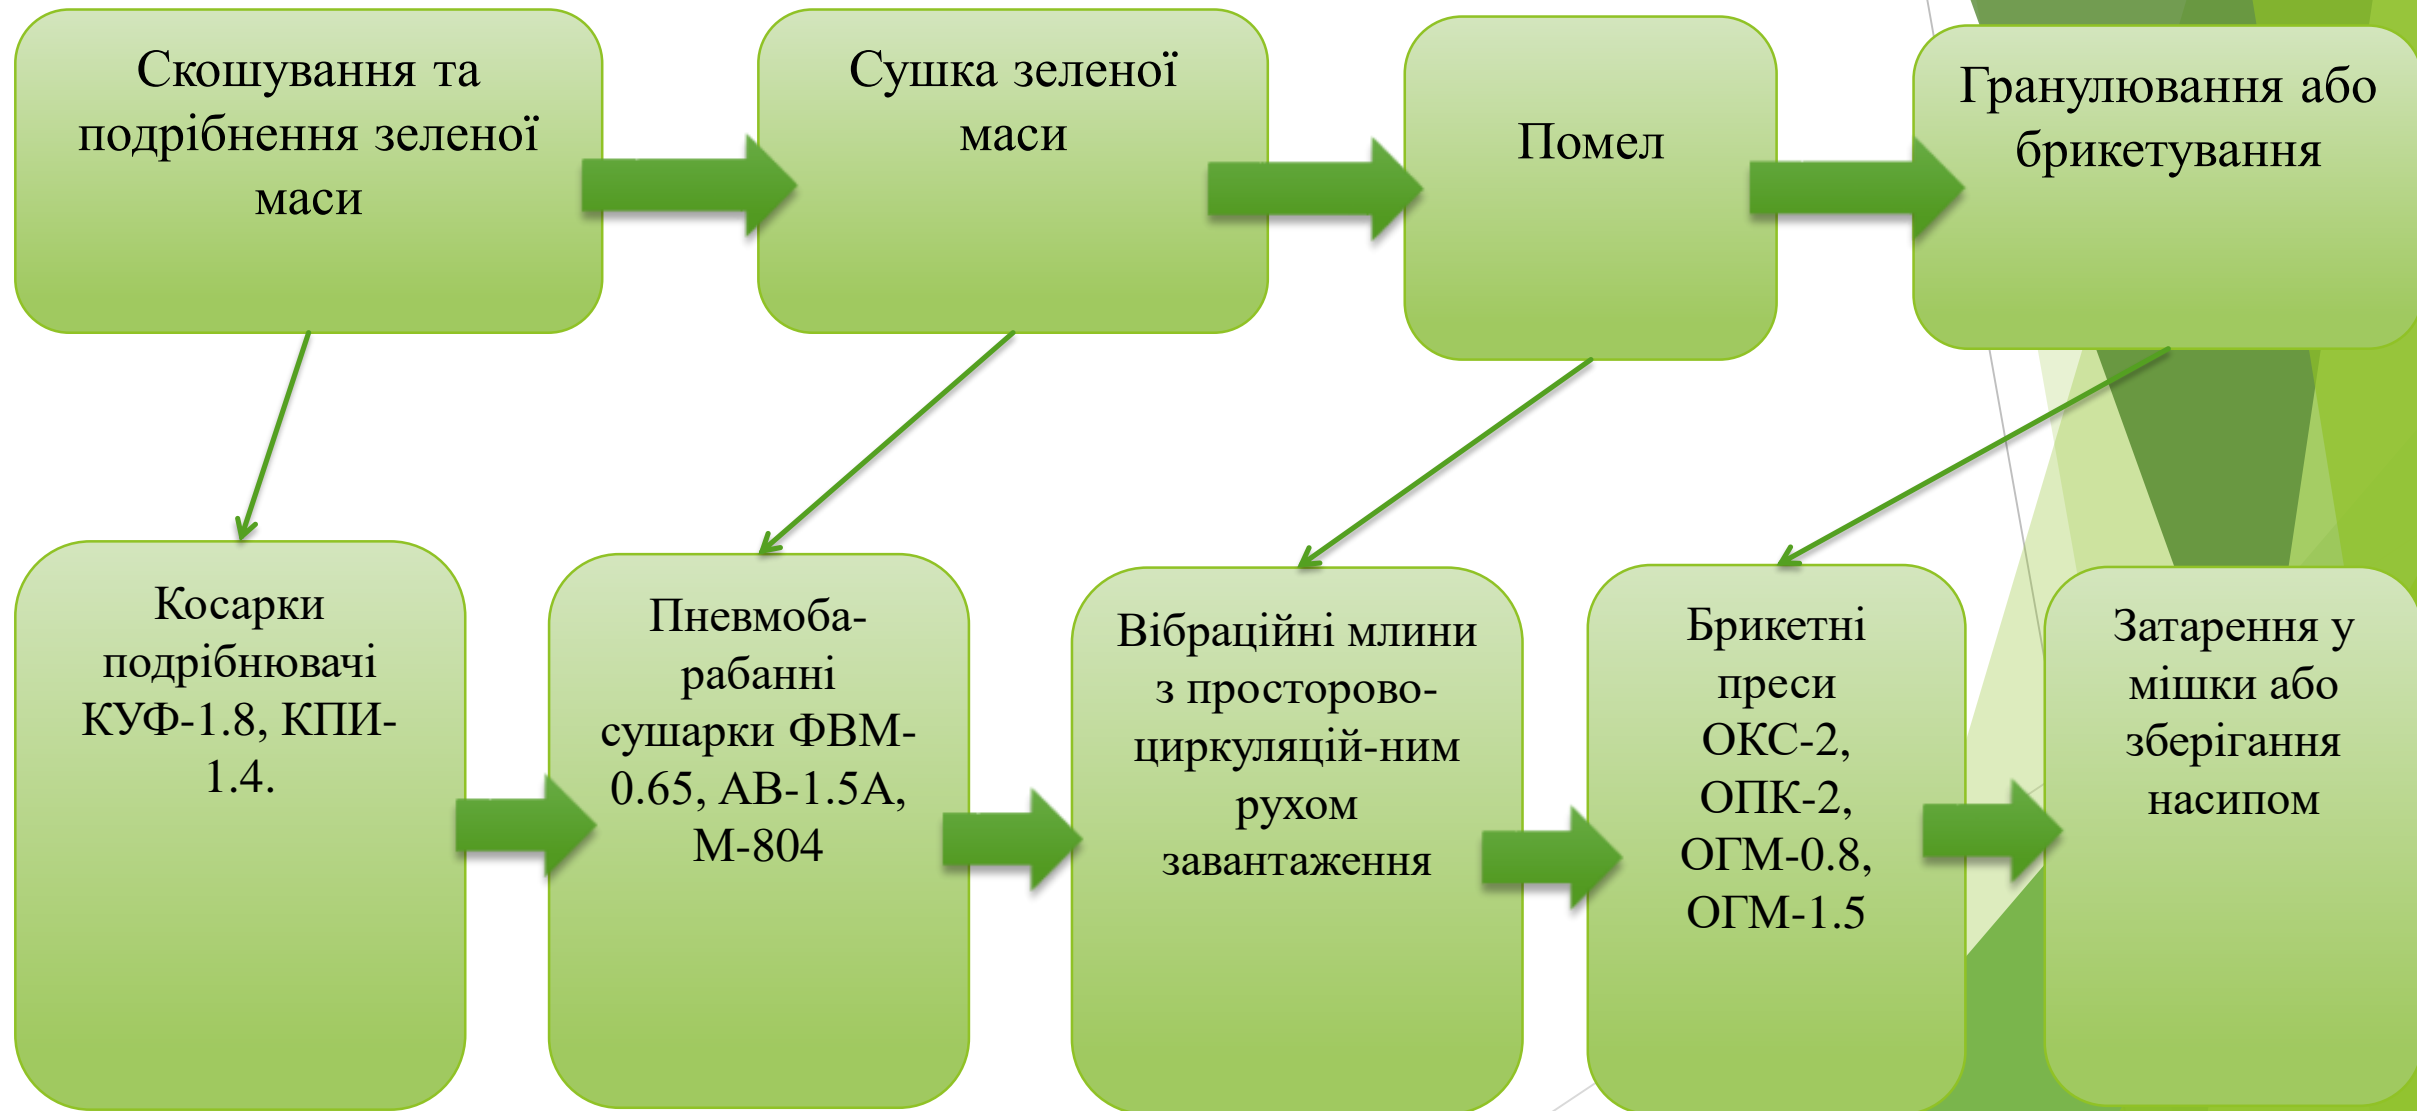 Скошування та
подрібнення зеленої
маси
Сушка зеленої
маси
Помел
Гранулювання або
брикетування
Косарки
подрібнювачі
КУФ-1.8, КПИ-
1.4.
Пневмоба-
рабанні
сушарки ФВМ-
0.65, АВ-1.5А,
М-804
Вібраційні млини
з просторово-
циркуляцій-ним
рухом
завантаження
Брикетні
преси
ОКС-2,
ОПК-2,
ОГМ-0.8,
ОГМ-1.5
Затарення у
мішки або
зберігання
насипом